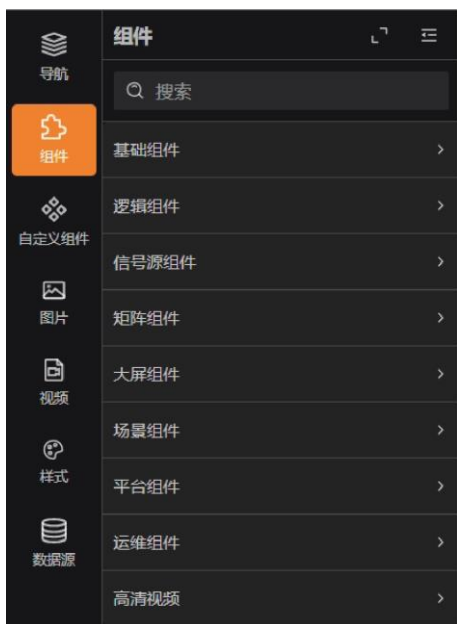 导航
组件
自定义组件
图片
视频
样式
数据源
组件
搜索
基础组件
逻辑组件
信号源组件
矩阵组件
大屏组件
场景组件
平台组件
运维组件
高清视频